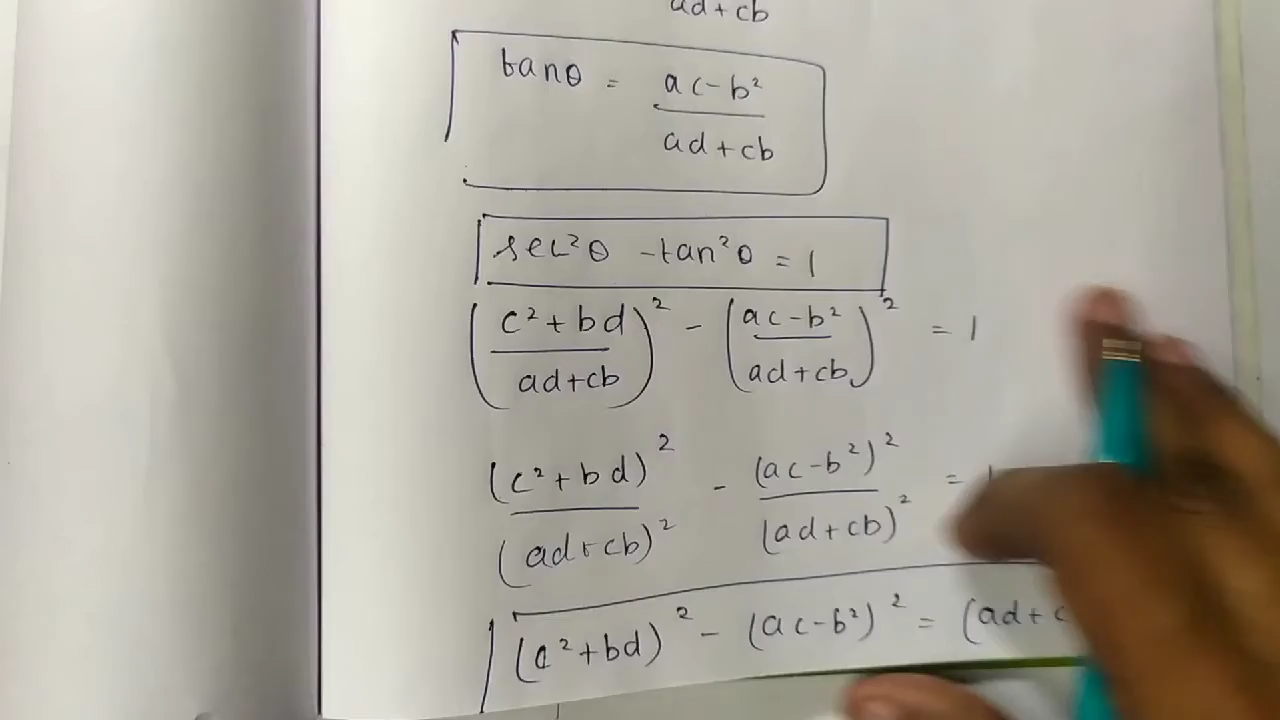 ad+cb
tanθ = ac-b² / ad+cb
sec²θ - tan²θ = 1
(c²+bd / ad+cb)² - (ac-b² / ad+cb)² = 1
(c²+bd)² / (ad+cb)² - (ac-b²)² / (ad+cb)² =
(c²+bd)² - (ac-b²)² = (ad+c